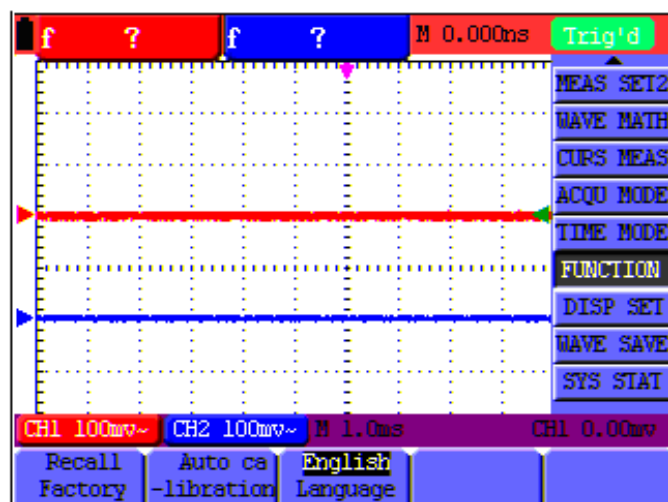 f ? f ? M 0.000ns Trig'd
MEAS SET2
WAVE MATH
CURS MEAS
ACQU MODE
TIME MODE
FUNCTION
DISP SET
WAVE SAVE
SYS STAT
CH1 100mv~ CH2 100mv~ M 1.0ms CH1 0.00mv
Recall Auto ca English
Factory -libration Language